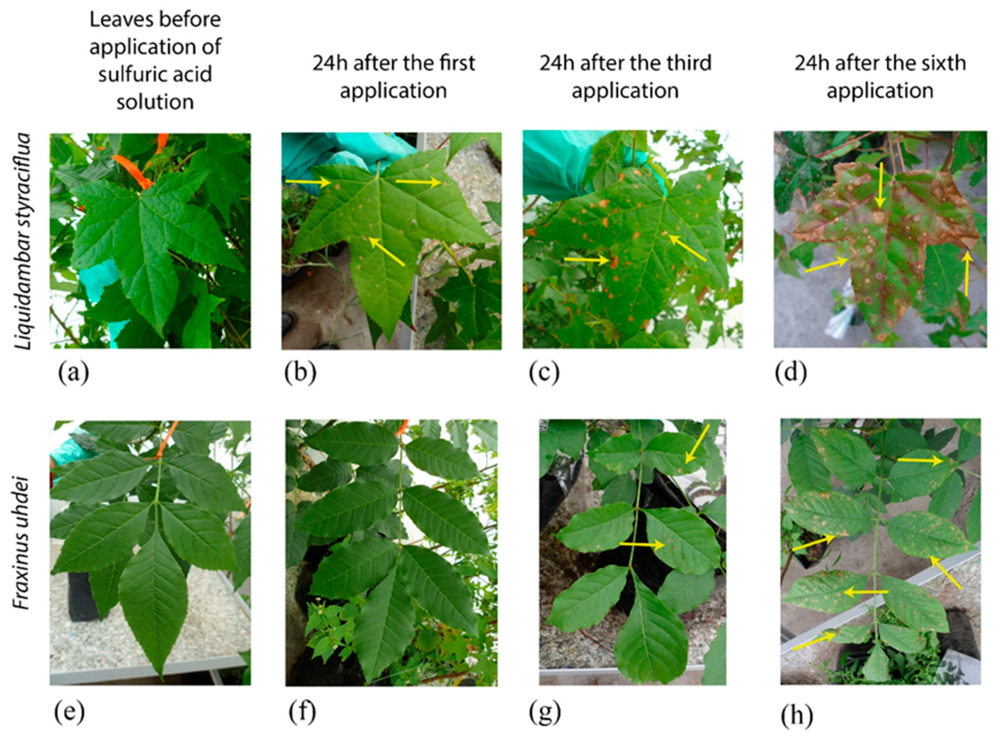 Leaves before
application of
sulfuric acid
solution
24h after the first
application
24h after the third
application
24h after the sixth
application
Liquidambar styraciflua
(a)
(b)
(c)
(d)
Fraxinus uhdei
(e)
(f)
(g)
(h)